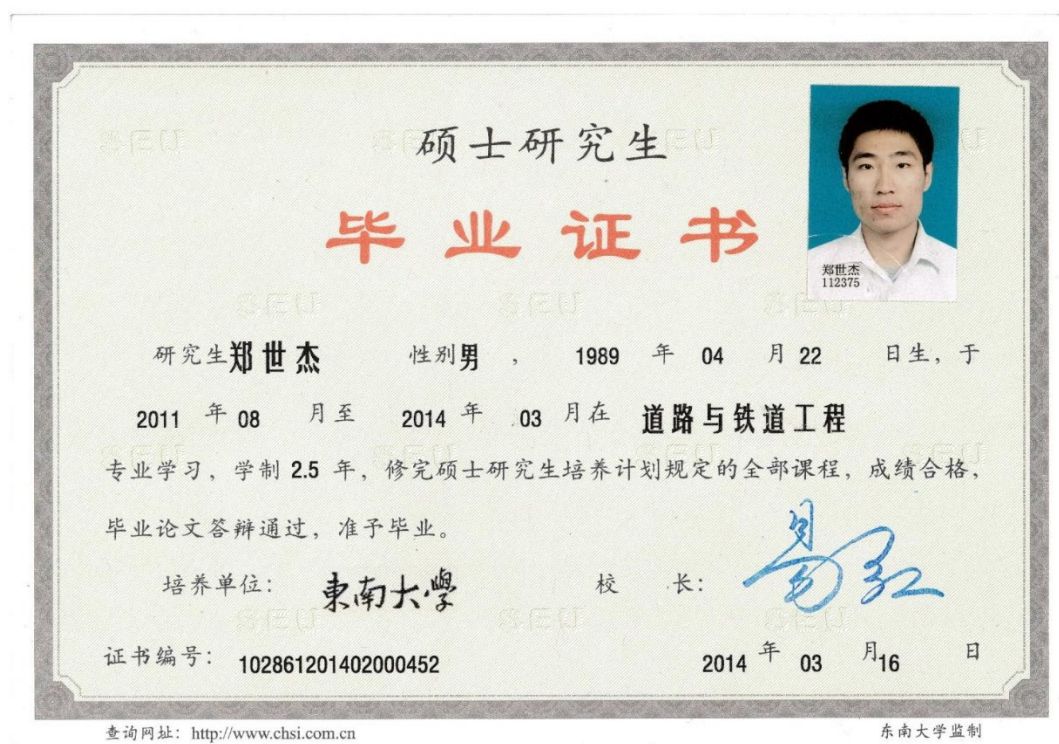 硕士研究生
毕业证书
郑世杰
112375
研究生郑世杰 性别男，1989 年 04 月 22 日生，于
2011 年 08 月至 2014 年 03 月在 道路与铁道工程
专业学习，学制 2.5 年，修完硕士研究生培养计划规定的全部课程，成绩合格，
毕业论文答辩通过，准予毕业。
培养单位：東南大學 校 长：易红
证书编号：102861201402000452 2014 年 03 月16 日
查询网址：http://www.chsi.com.cn 东南大学监制